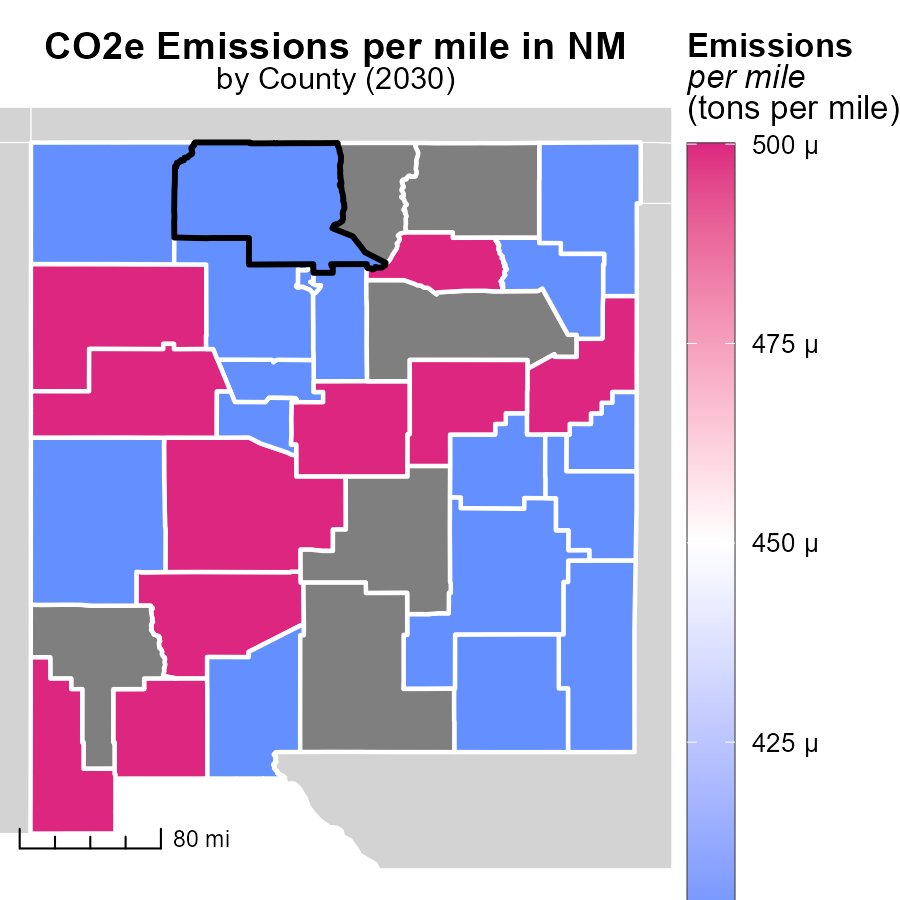 CO2e Emissions per mile in NM
by County (2030)
Emissions
per mile
(tons per mile)
500 µ
475 µ
450 µ
425 µ
80 mi